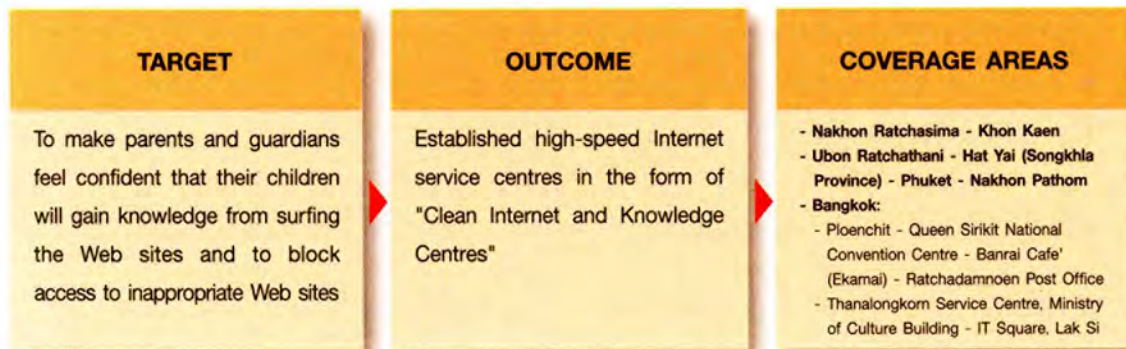 TARGET
To make parents and guardians
feel confident that their children
will gain knowledge from surfing
the Web sites and to block
access to inappropriate Web sites
OUTCOME
Established high-speed Internet
service centres in the form of
"Clean Internet and Knowledge
Centres"
COVERAGE AREAS
- Nakhon Ratchasima - Khon Kaen
- Ubon Ratchathani - Hat Yai (Songkhla
Province) - Phuket - Nakhon Pathom
- Bangkok:
- Ploenchit - Queen Sirikit National
Convention Centre - Banrai Cafe'
(Ekamai) - Ratchadamnoen Post Office
- Thanalongkorn Service Centre, Ministry
of Culture Building - IT Square, Lak Si